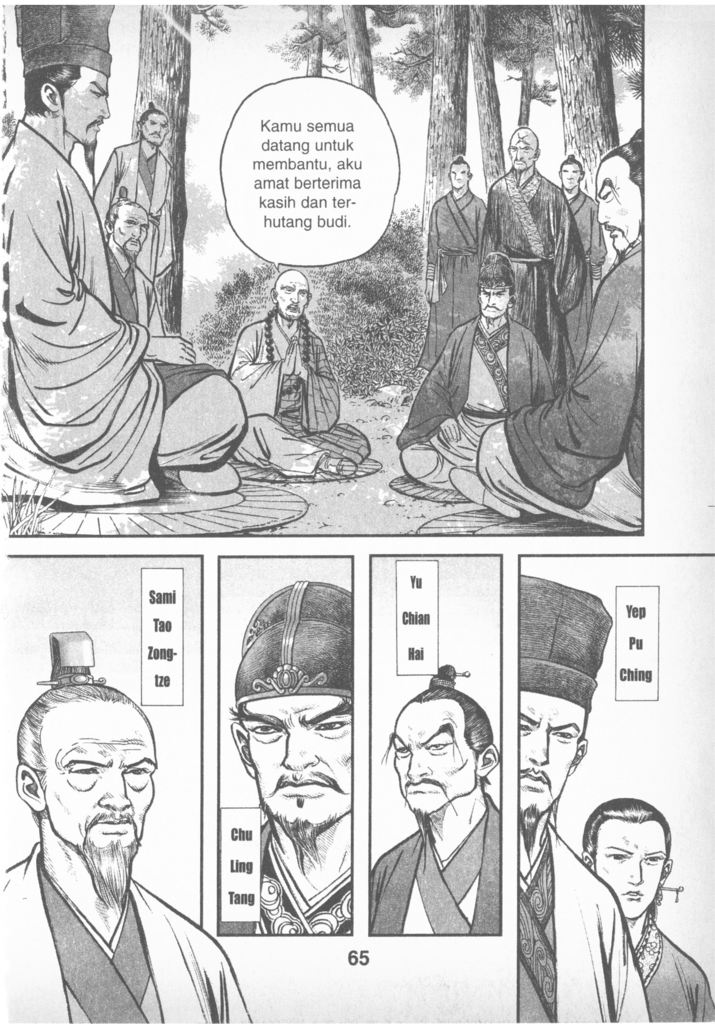 Kamu semua
datang untuk
membantu, aku
amat berterima
kasih dan ter-
hutang budi.
Sami
Tao
Zong-
tze
Chu
Ling
Tang
Yu
Chian
Hai
Yep
Pu
Ching
65